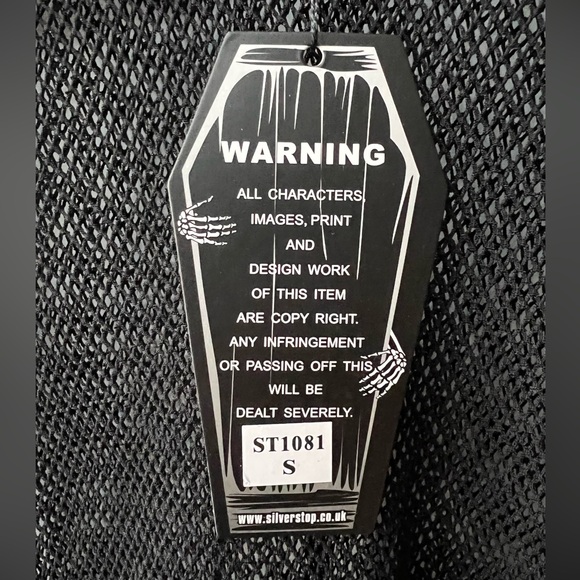 WARNING
ALL CHARACTERS,
IMAGES, PRINT
AND
DESIGN WORK
OF THIS ITEM
ARE COPY RIGHT.
ANY INFRINGEMENT
OR PASSING OFF THIS
WILL BE
DEALT SEVERELY.
ST1081
S
www.silverstop.co.uk